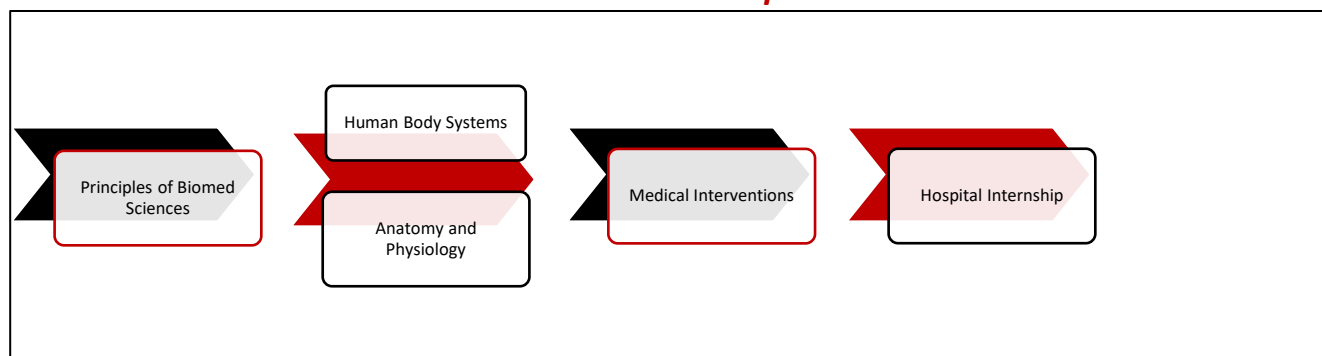 Principles of Biomed
Sciences
Human Body Systems
Anatomy and
Physiology
Medical Interventions
Hospital Internship